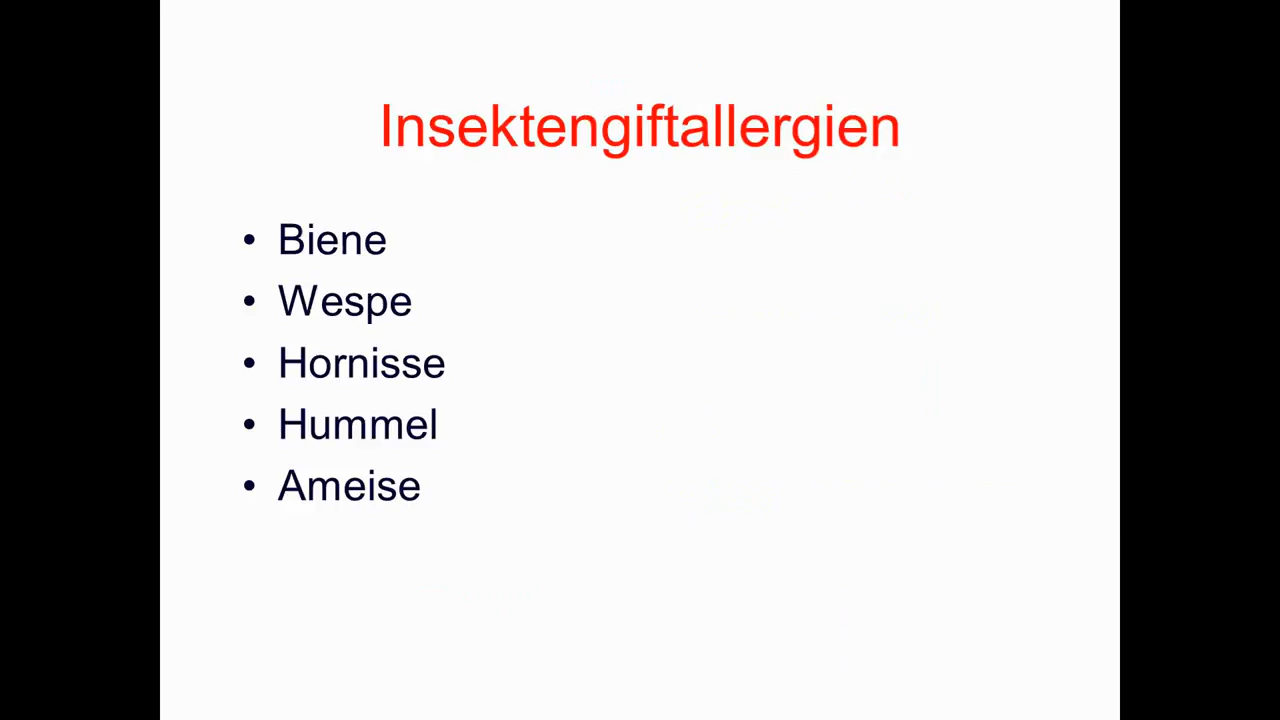 Insektengiftallergien
• Biene
• Wespe
• Hornisse
• Hummel
• Ameise